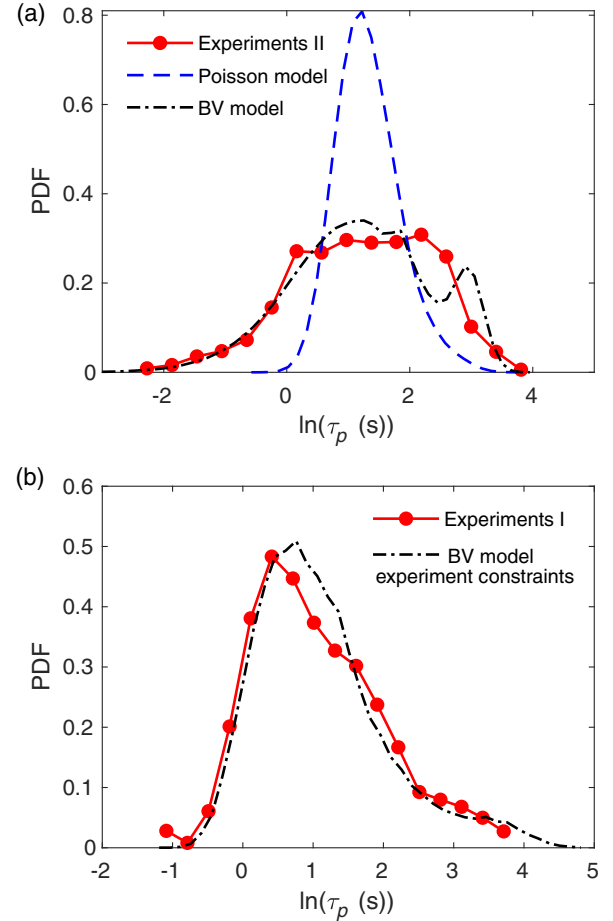 (a)
0.8
0.6
0.4
0.2
0
PDF
Experiments II
Poisson model
BV model
-2
0
2
4
ln(τp (s))
(b)
0.6
0.5
0.4
0.3
0.2
0.1
0
PDF
Experiments I
BV model
experiment constraints
-2
-1
0
1
2
3
4
5
ln(τp (s))